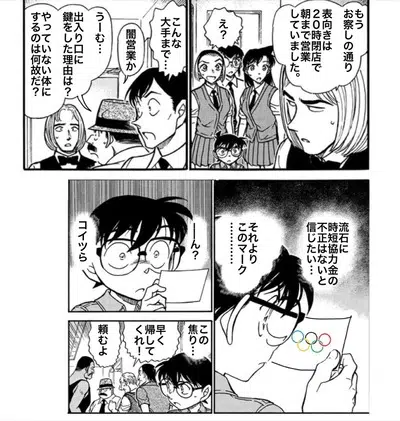 もう
お察しの通り
表向きは
20時閉店で
朝まで営業
していました。
え?
こんな
大手まで…
闇営業か
うーむ…
出入り口に
鍵をした理由は?
やっていない体に
するのは何故だ?
流石に
時短協力金の
不正はないと
信じたい…
それより
このマーク
…………
ーん?
コイツら
この
焦り…
早く
帰して
くれ!
頼むよ